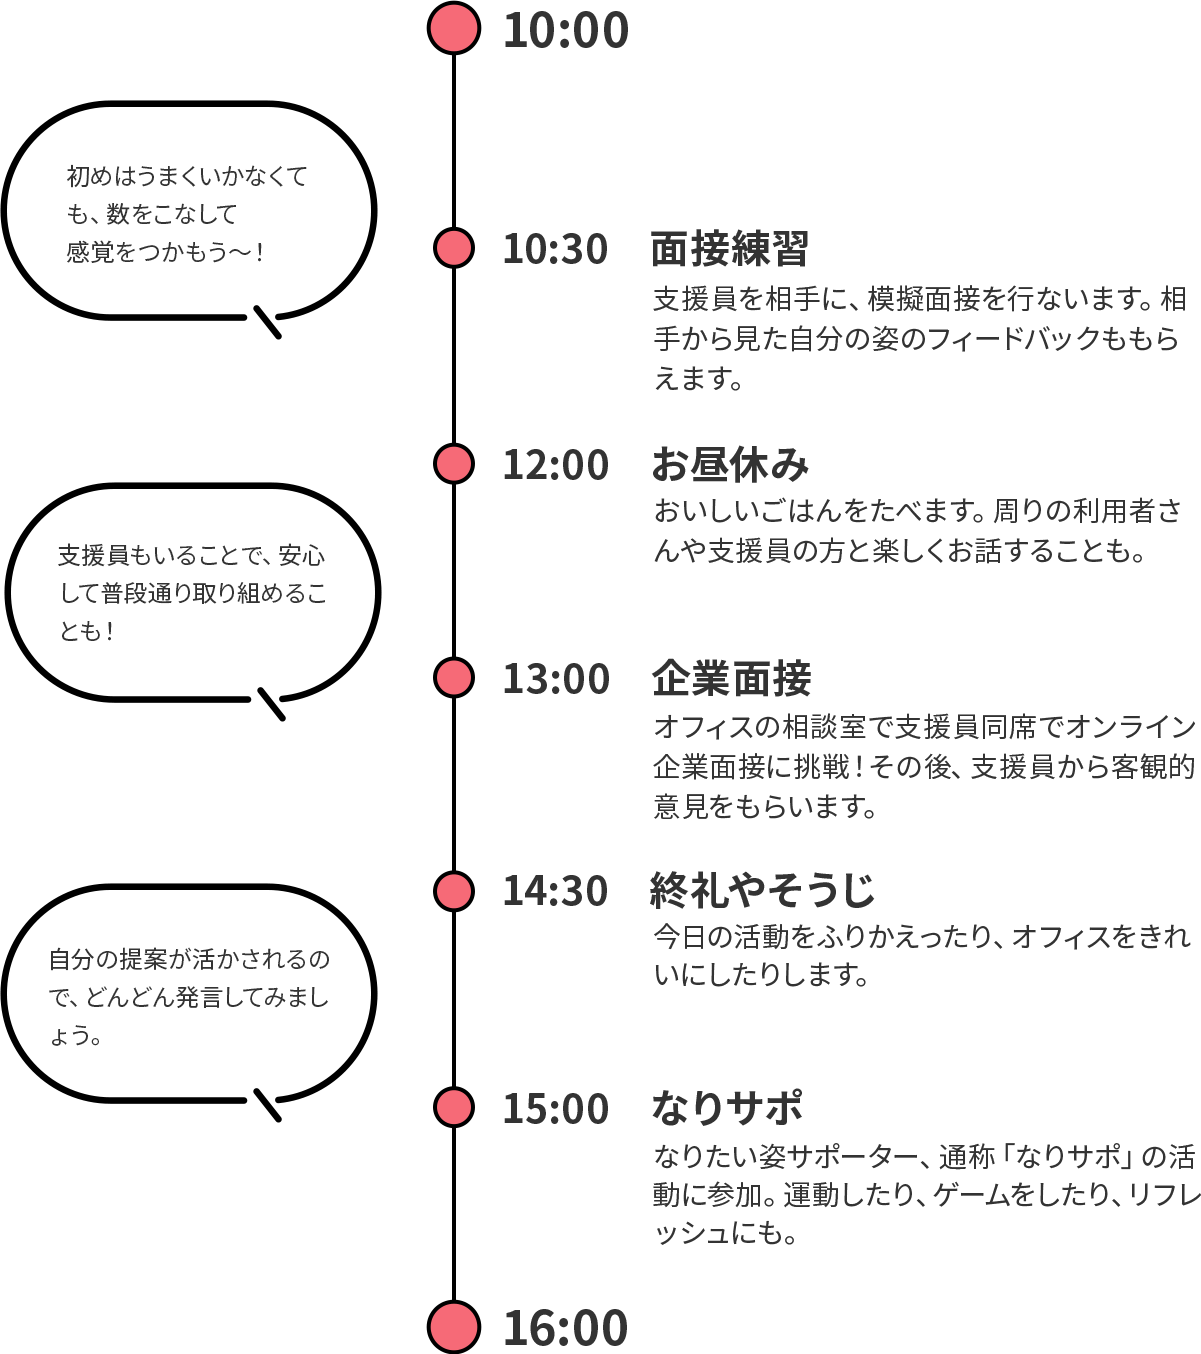 10:00
初めはうまくいかなくて
も、数をこなして
感覚をつかもう〜！
10:30 面接練習
支援員を相手に、模擬面接を行ないます。相
手から見た自分の姿のフィードバックももら
えます。
12:00 お昼休み
おいしいごはんをたべます。周りの利用者さ
んや支援員の方と楽しくお話することも。
支援員もいることで、安心
して普段通り取り組めるこ
とも！
13:00 企業面接
オフィスの相談室で支援員同席でオンライン
企業面接に挑戦！その後、支援員から客観的
意見をもらいます。
14:30 終礼やそうじ
今日の活動をふりかえったり、オフィスをきれ
いにしたりします。
自分の提案が活かされるの
で、どんどん発言してみまし
ょう。
15:00 なりサポ
なりたい姿サポーター、通称「なりサポ」の活
動に参加。運動したり、ゲームをしたり、リフレ
ッシュにも。
16:00